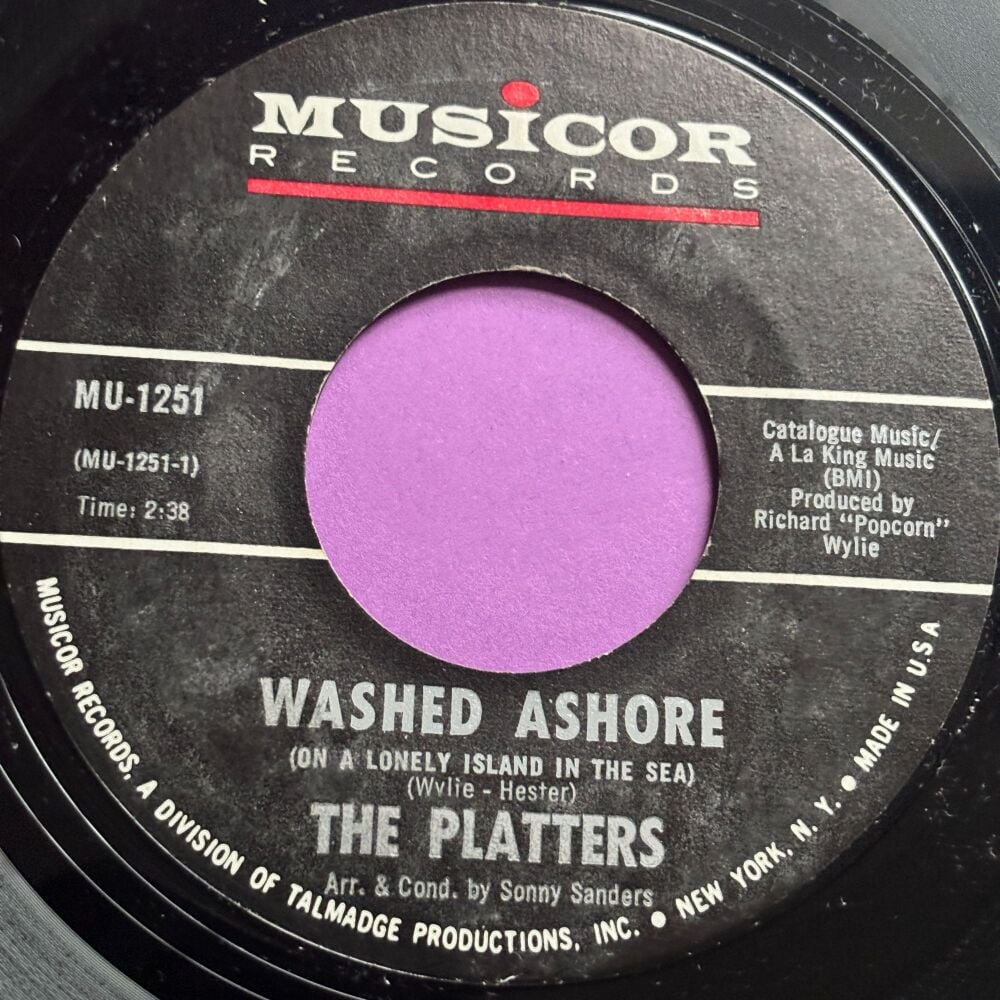 MUSiCOR
RECORDS
MU-1251
(MU-1251-1)
Time: 2:38
Catalogue Music/
A La King Music
(BMI)
Produced by
Richard "Popcorn"
Wylie
WASHED ASHORE
(ON A LONELY ISLAND IN THE SEA)
(Wylie - Hester)
THE PLATTERS
Arr. & Cond. by Sonny Sanders
MUSICOR RECORDS, A DIVISION OF TALMADGE PRODUCTIONS, INC. • NEW YORK, N. Y. • MADE IN U.S.A